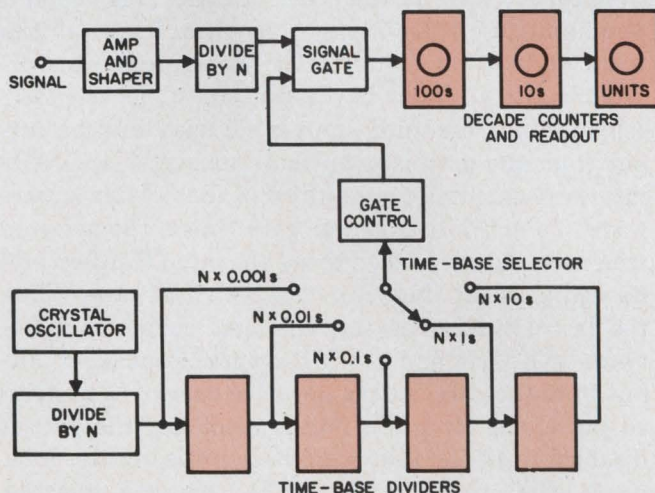 SIGNAL
AMP
AND
SHAPER
DIVIDE
BY N
SIGNAL
GATE
100s
10s
UNITS
DECADE COUNTERS
AND READOUT
GATE
CONTROL
TIME-BASE SELECTOR
N × 0.001 s
N × 0.01 s
N × 0.1 s
N × 1 s
N × 10 s
CRYSTAL
OSCILLATOR
DIVIDE
BY N
TIME-BASE DIVIDERS